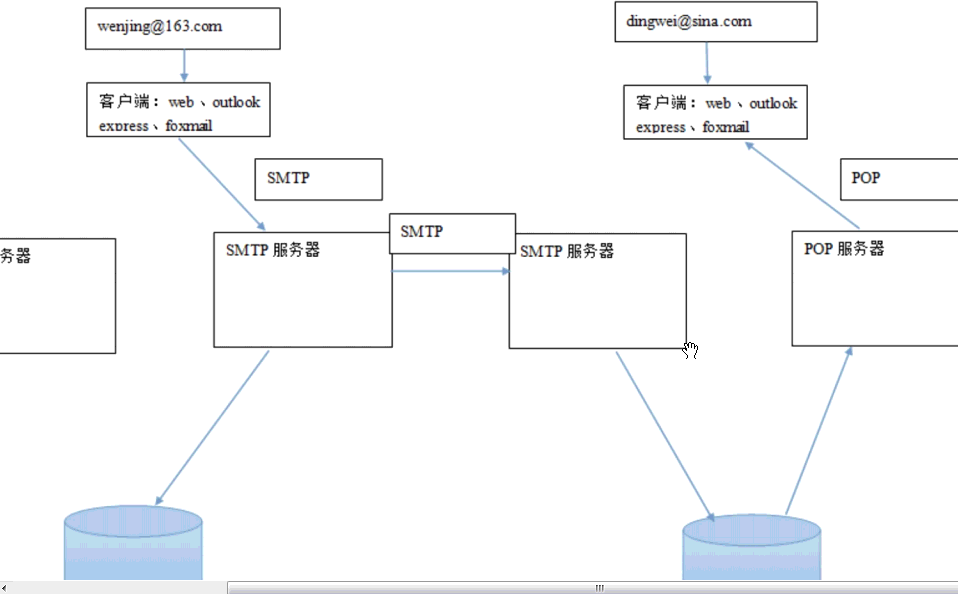 wenjing@163.com
dingwei@sina.com
客户端：web、outlook
express、foxmail
客户端：web、outlook
express、foxmail
SMTP
POP
SMTP
务器
SMTP 服务器
SMTP 服务器
POP 服务器